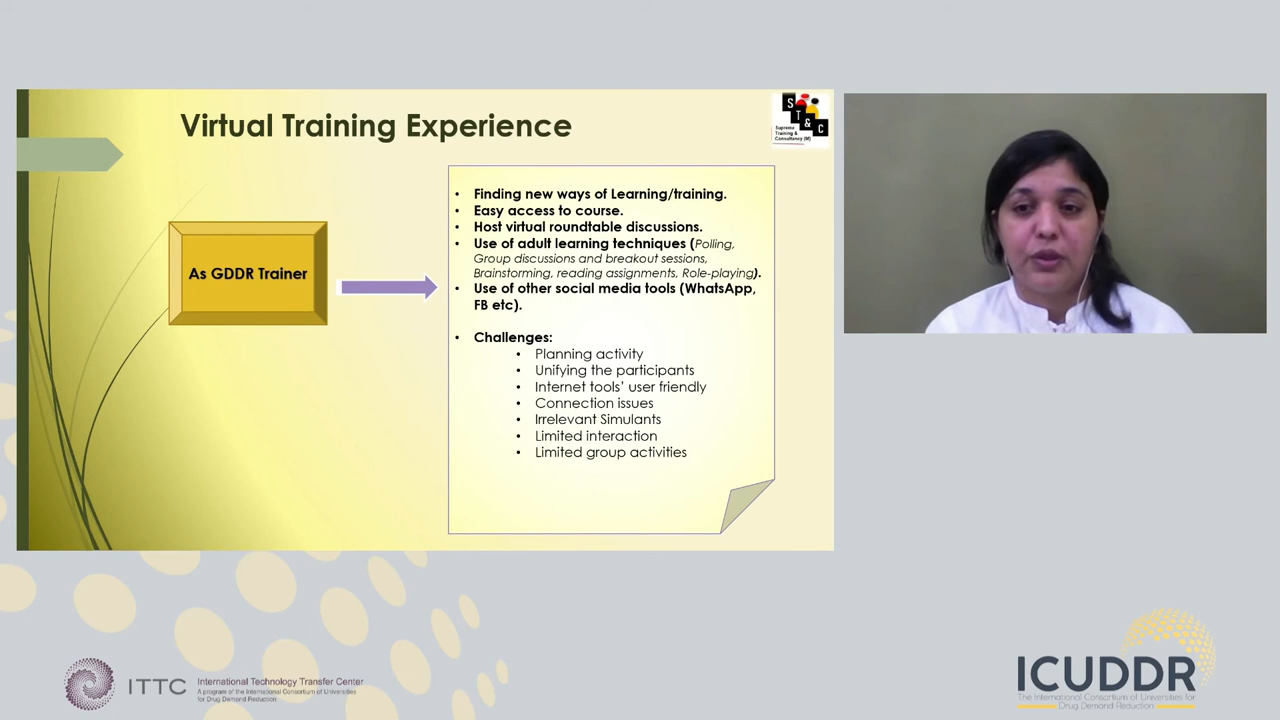 Virtual Training Experience
S
T
&
C
Supreme
Training &
Consultancy (M)
As GDDR Trainer
• Finding new ways of Learning/training.
• Easy access to course.
• Host virtual roundtable discussions.
• Use of adult learning techniques (Polling,
Group discussions and breakout sessions,
Brainstorming, reading assignments, Role-playing).
• Use of other social media tools (WhatsApp,
FB etc).
• Challenges:
• Planning activity
• Unifying the participants
• Internet tools’ user friendly
• Connection issues
• Irrelevant Simulants
• Limited interaction
• Limited group activities
ITTC
International Technology Transfer Center
A program of the International Consortium of Universities
for Drug Demand Reduction
ICUDDR
The International Consortium of Universities for
Drug Demand Reduction